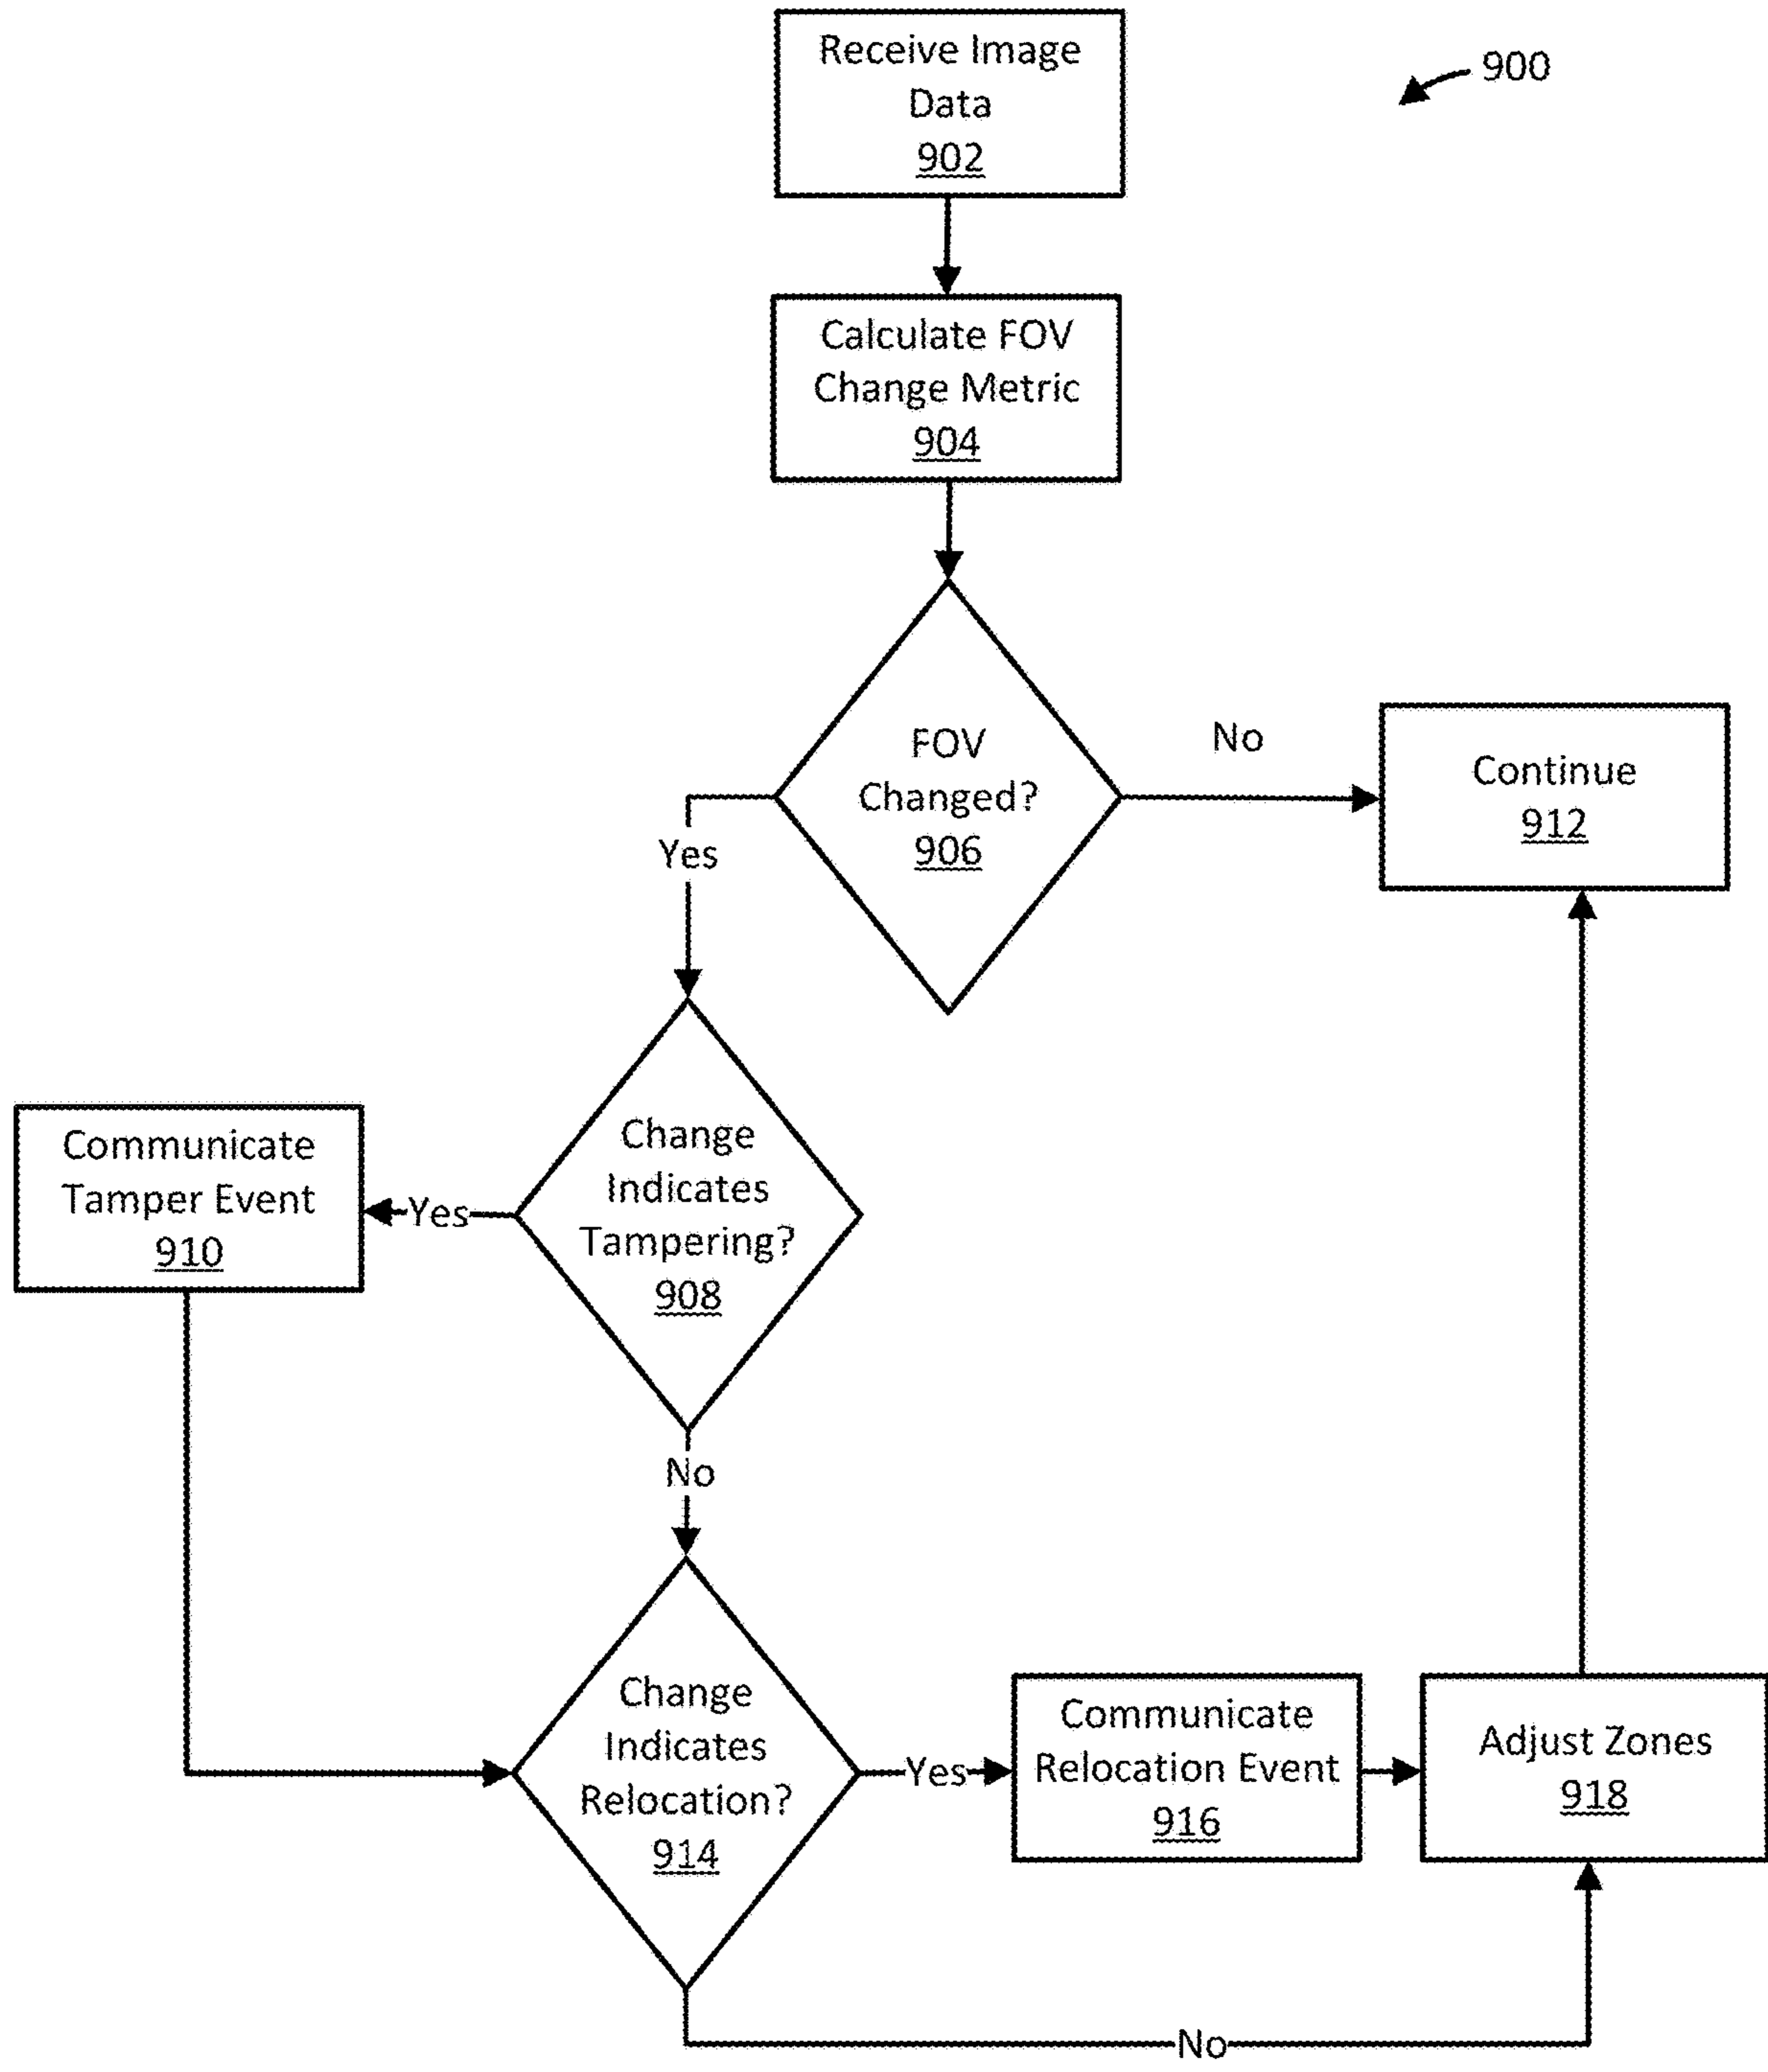 Receive Image
Data
902
900
Calculate FOV
Change Metric
904
FOV
Changed?
906
No
Continue
912
Yes
Change
Indicates
Tampering?
908
Yes
Communicate
Tamper Event
910
No
Change
Indicates
Relocation?
914
Yes
Communicate
Relocation Event
916
Adjust Zones
918
No